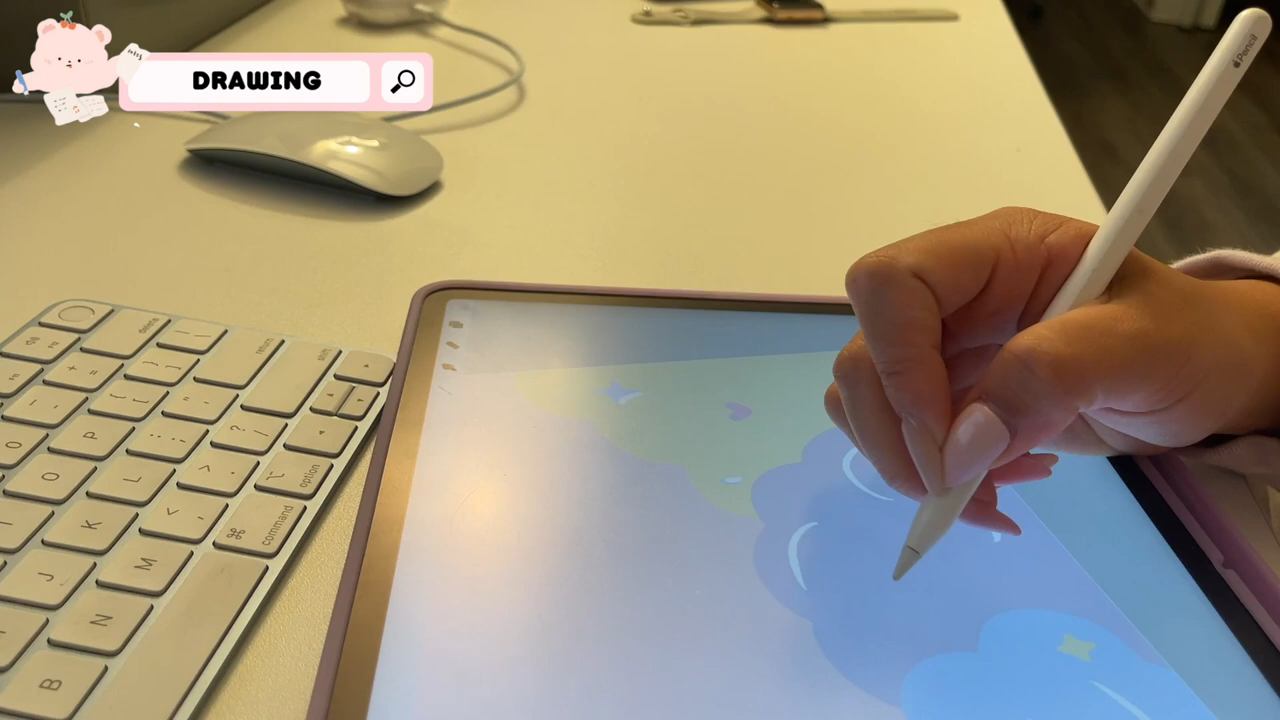 DRAWING
Pencil
delete
return
shift
+ =
{ [
} ]
" '
: ;
? /
> .
< ,
P
O
L
K
J
M
N
B
option
⌘
command